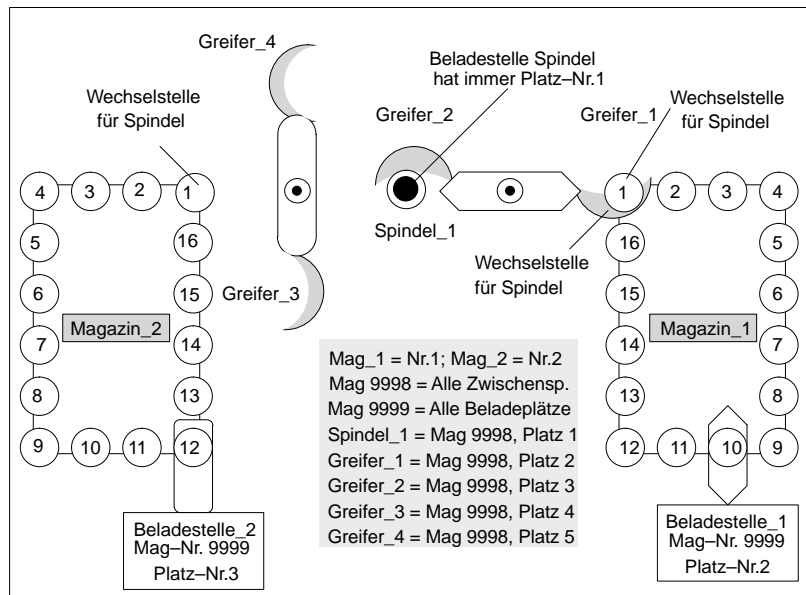 Greifer_4
Beladestelle Spindel
hat immer Platz–Nr.1
Wechselstelle
für Spindel
Greifer_2
Greifer_1
Wechselstelle
für Spindel
4
3
2
1
5
16
6
15
7
14
8
13
9
10
11
12
Magazin_2
Greifer_3
Spindel_1
Wechselstelle
für Spindel
1
2
3
4
16
5
15
6
14
7
13
8
12
11
10
9
Magazin_1
Mag_1 = Nr.1; Mag_2 = Nr.2
Mag 9998 = Alle Zwischensp.
Mag 9999 = Alle Beladeplätze
Spindel_1 = Mag 9998, Platz 1
Greifer_1 = Mag 9998, Platz 2
Greifer_2 = Mag 9998, Platz 3
Greifer_3 = Mag 9998, Platz 4
Greifer_4 = Mag 9998, Platz 5
Beladestelle_2
Mag–Nr. 9999
Platz–Nr.3
Beladestelle_1
Mag–Nr. 9999
Platz–Nr.2